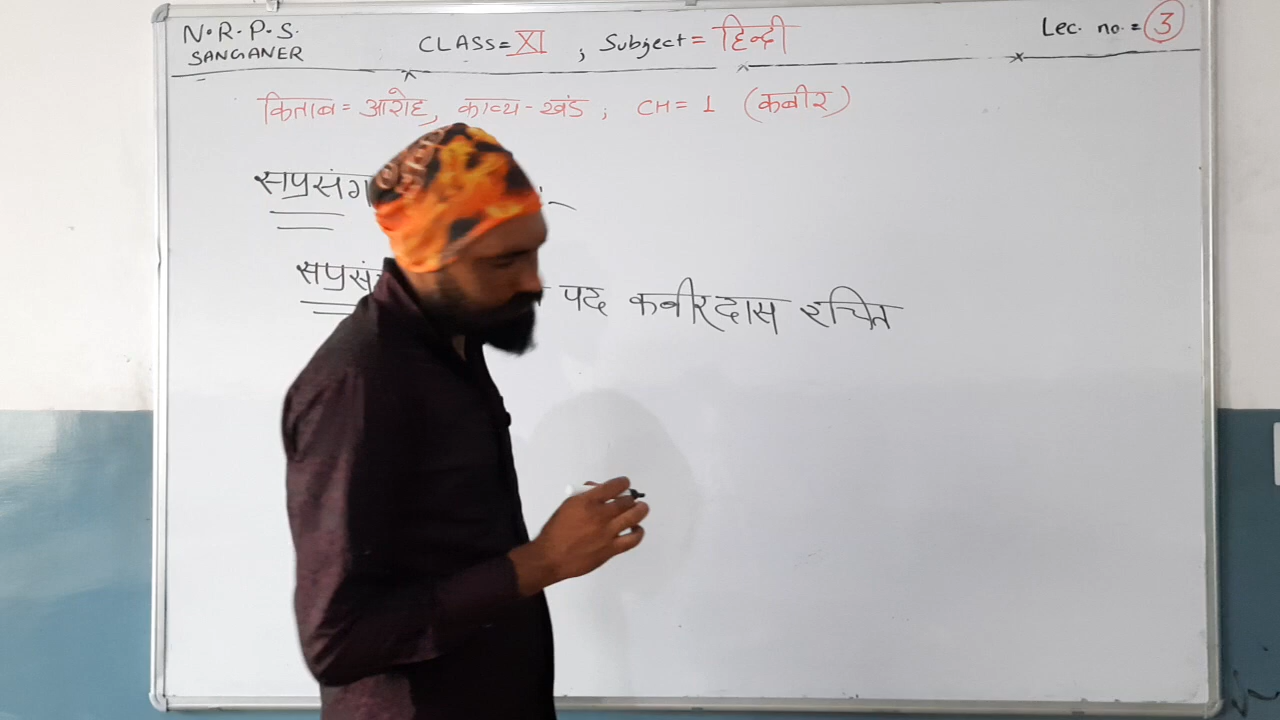 N.R.P.S. CLASS= XI , Subject = हिन्दी Lec. no. = 3
SANGANER
किताब = आरोह, काव्य-खंड ; CH = 1 (कबीर)
सप्रसंग :-
सप्रसं पद कबीरदास रचित